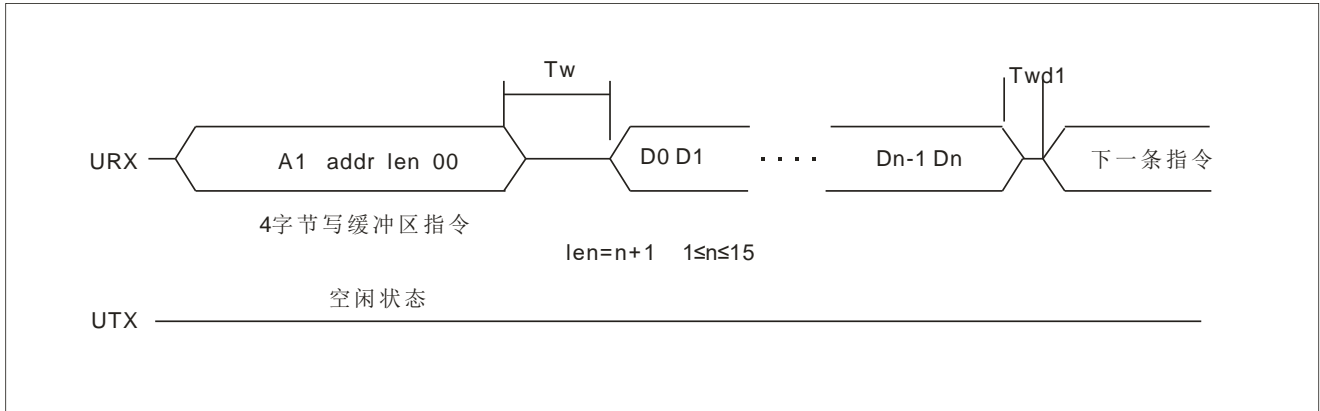 Tw
Twd1
URX
A1 addr len 00
D0 D1
....
Dn-1 Dn
下一条指令
4字节写缓冲区指令
len=n+1 1≤n≤15
空闲状态
UTX